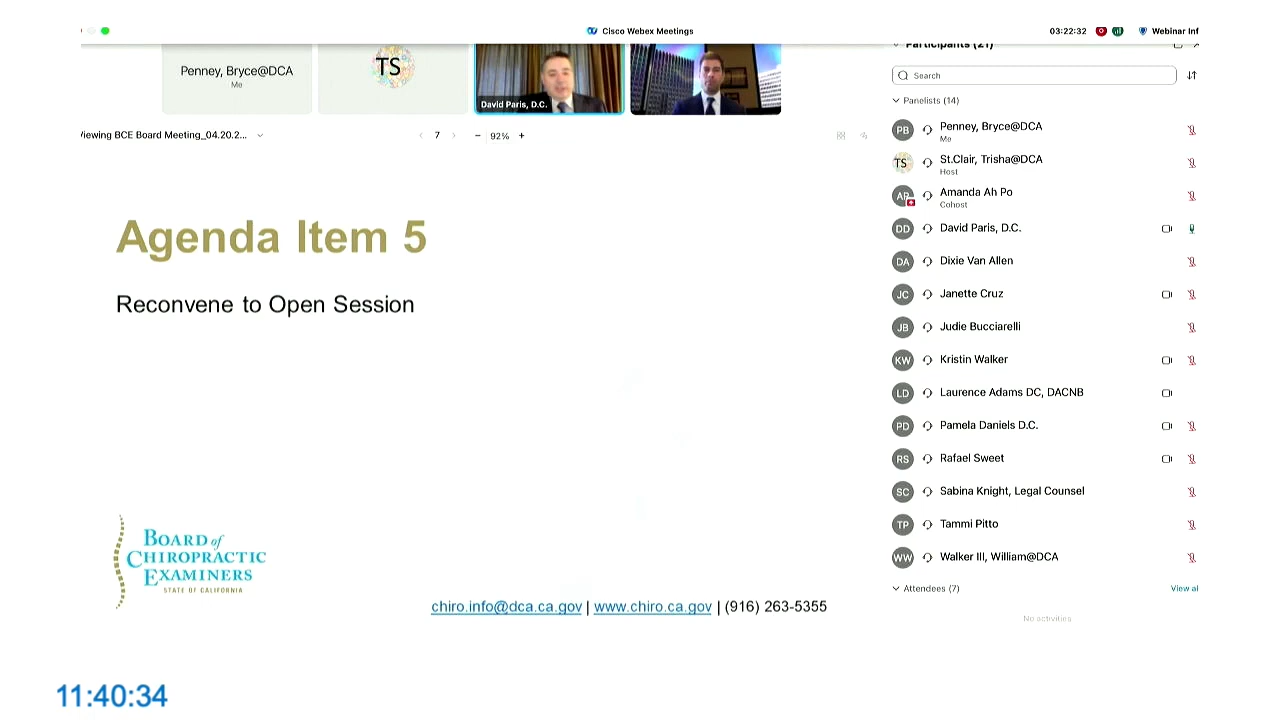 Cisco Webex Meetings
03:22:32
Webinar Inf
Penney, Bryce@DCA
Me
TS
David Paris, D.C.
Participants (21)
Search
Panelists (14)
iewing BCE Board Meeting_04.20.2...
7
92%
PB Penney, Bryce@DCA
Me
TS St.Clair, Trisha@DCA
Host
AP Amanda Ah Po
Cohost
DD David Paris, D.C.
DA Dixie Van Allen
JC Janette Cruz
JB Judie Bucciarelli
KW Kristin Walker
LD Laurence Adams DC, DACNB
PD Pamela Daniels D.C.
RS Rafael Sweet
SC Sabina Knight, Legal Counsel
TP Tammi Pitto
WW Walker III, William@DCA
Attendees (7)
View al
No activities
Agenda Item 5
Reconvene to Open Session
BOARD of
CHIROPRACTIC
EXAMINERS
STATE OF CALIFORNIA
chiro.info@dca.ca.gov | www.chiro.ca.gov | (916) 263-5355
11:40:34